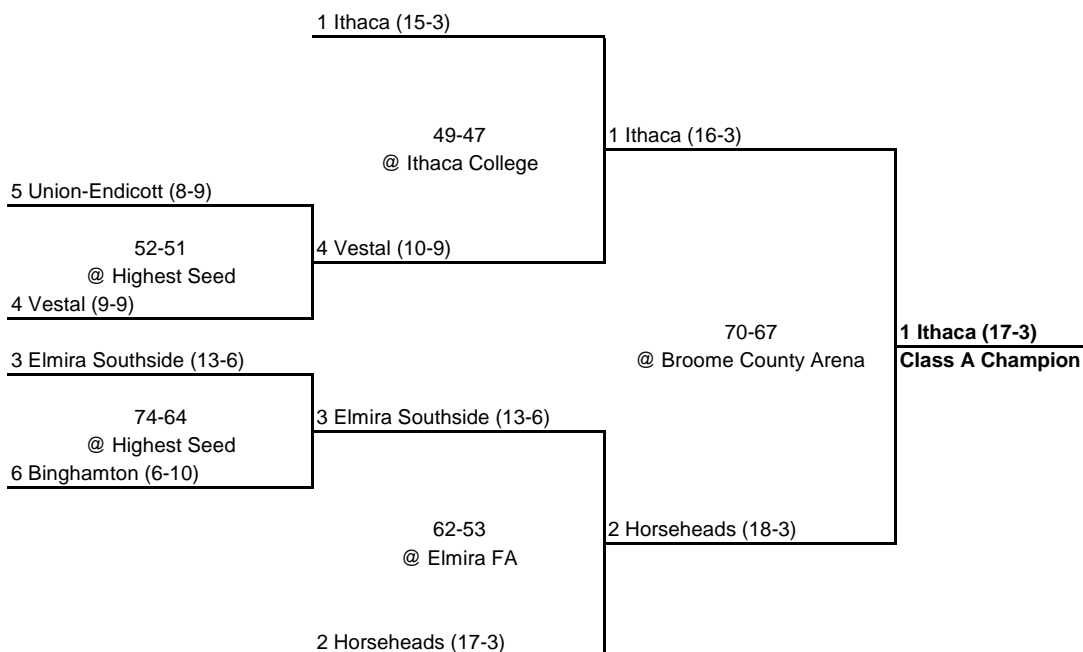 1 Ithaca (15-3)
49-47
@ Ithaca College
1 Ithaca (16-3)
5 Union-Endicott (8-9)
52-51
@ Highest Seed
4 Vestal (10-9)
4 Vestal (9-9)
70-67
@ Broome County Arena
1 Ithaca (17-3)
Class A Champion
3 Elmira Southside (13-6)
74-64
@ Highest Seed
3 Elmira Southside (13-6)
6 Binghamton (6-10)
62-53
@ Elmira FA
2 Horseheads (18-3)
2 Horseheads (17-3)